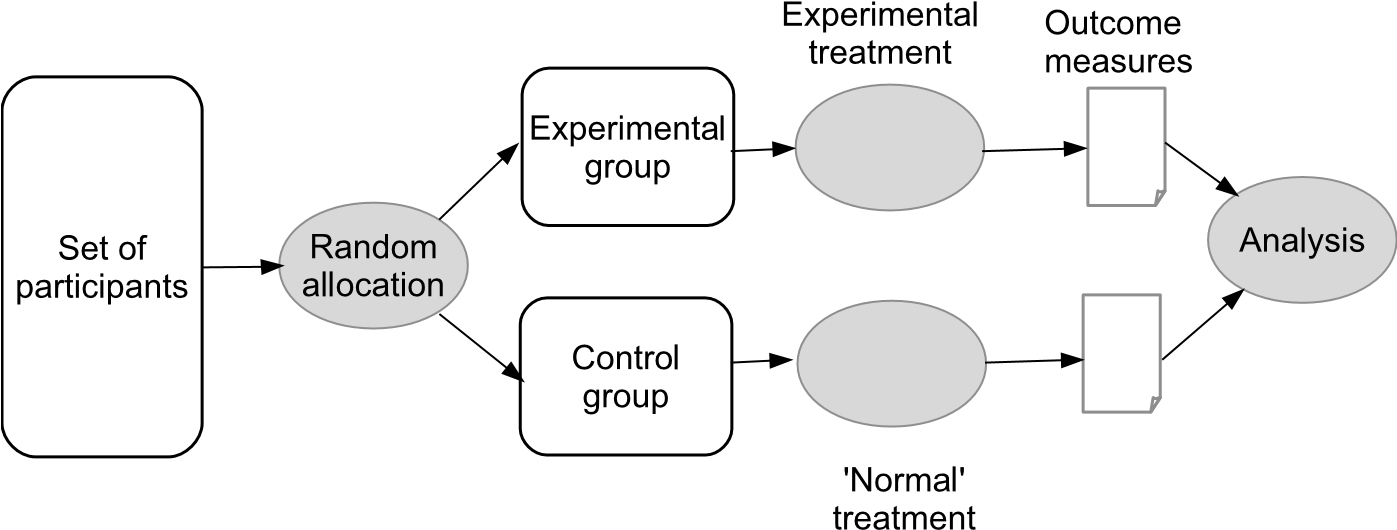 Set of
participants
Random
allocation
Experimental
group
Control
group
Experimental
treatment
'Normal'
treatment
Outcome
measures
Analysis